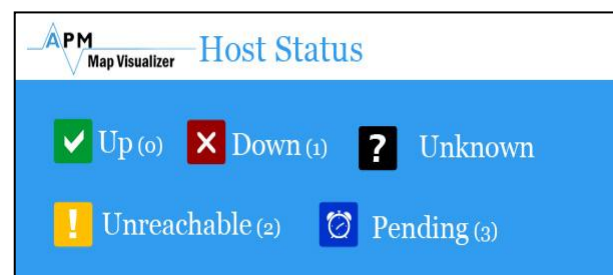 APM
Map Visualizer
Host Status
Up (0) Down (1) ? Unknown
! Unreachable (2) Pending (3)